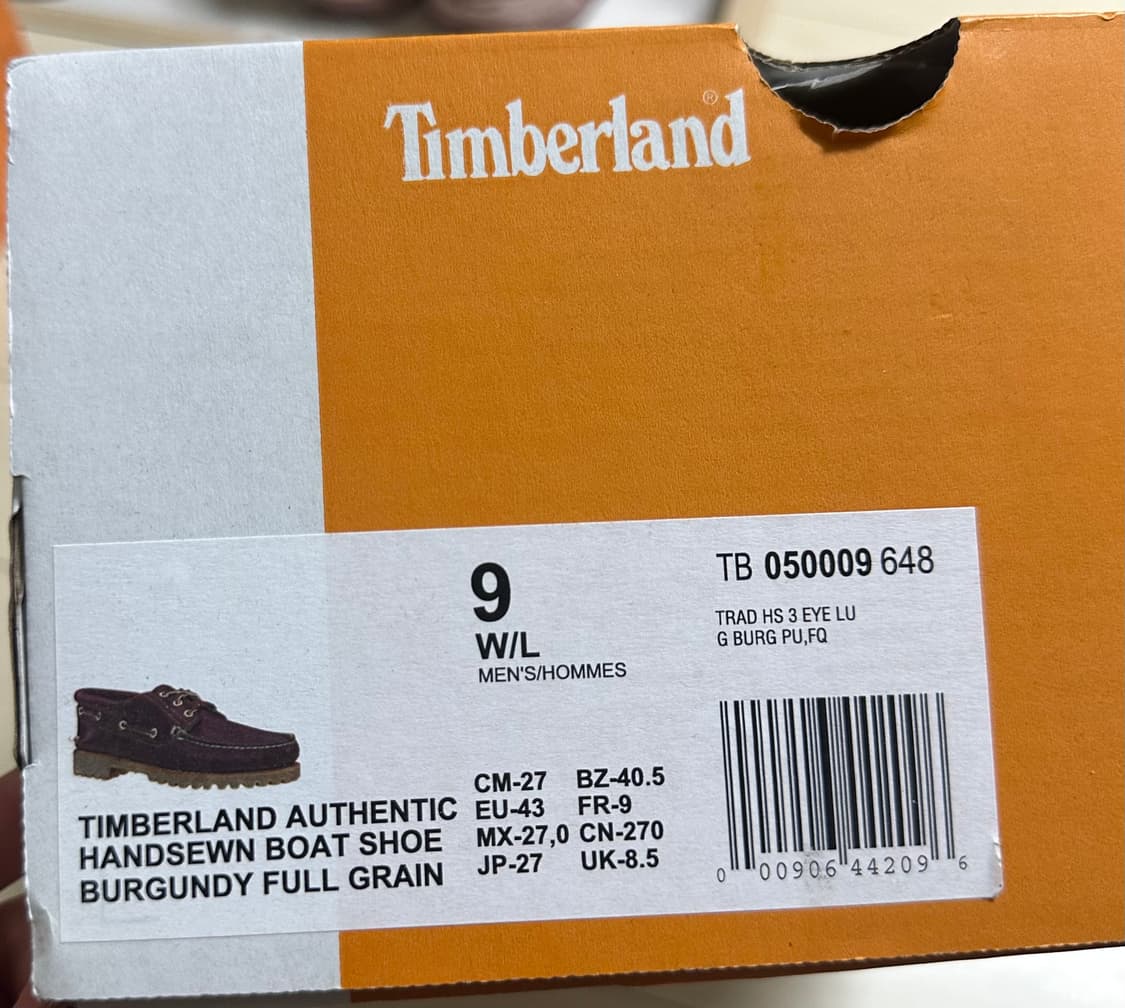 Timberland®
9
W/L
MEN'S/HOMMES
TB 050009 648
TRAD HS 3 EYE LU
G BURG PU,FQ
TIMBERLAND AUTHENTIC
HANDSEWN BOAT SHOE
BURGUNDY FULL GRAIN
CM-27 BZ-40.5
EU-43 FR-9
MX-27,0 CN-270
JP-27 UK-8.5
0 00906 44209 6